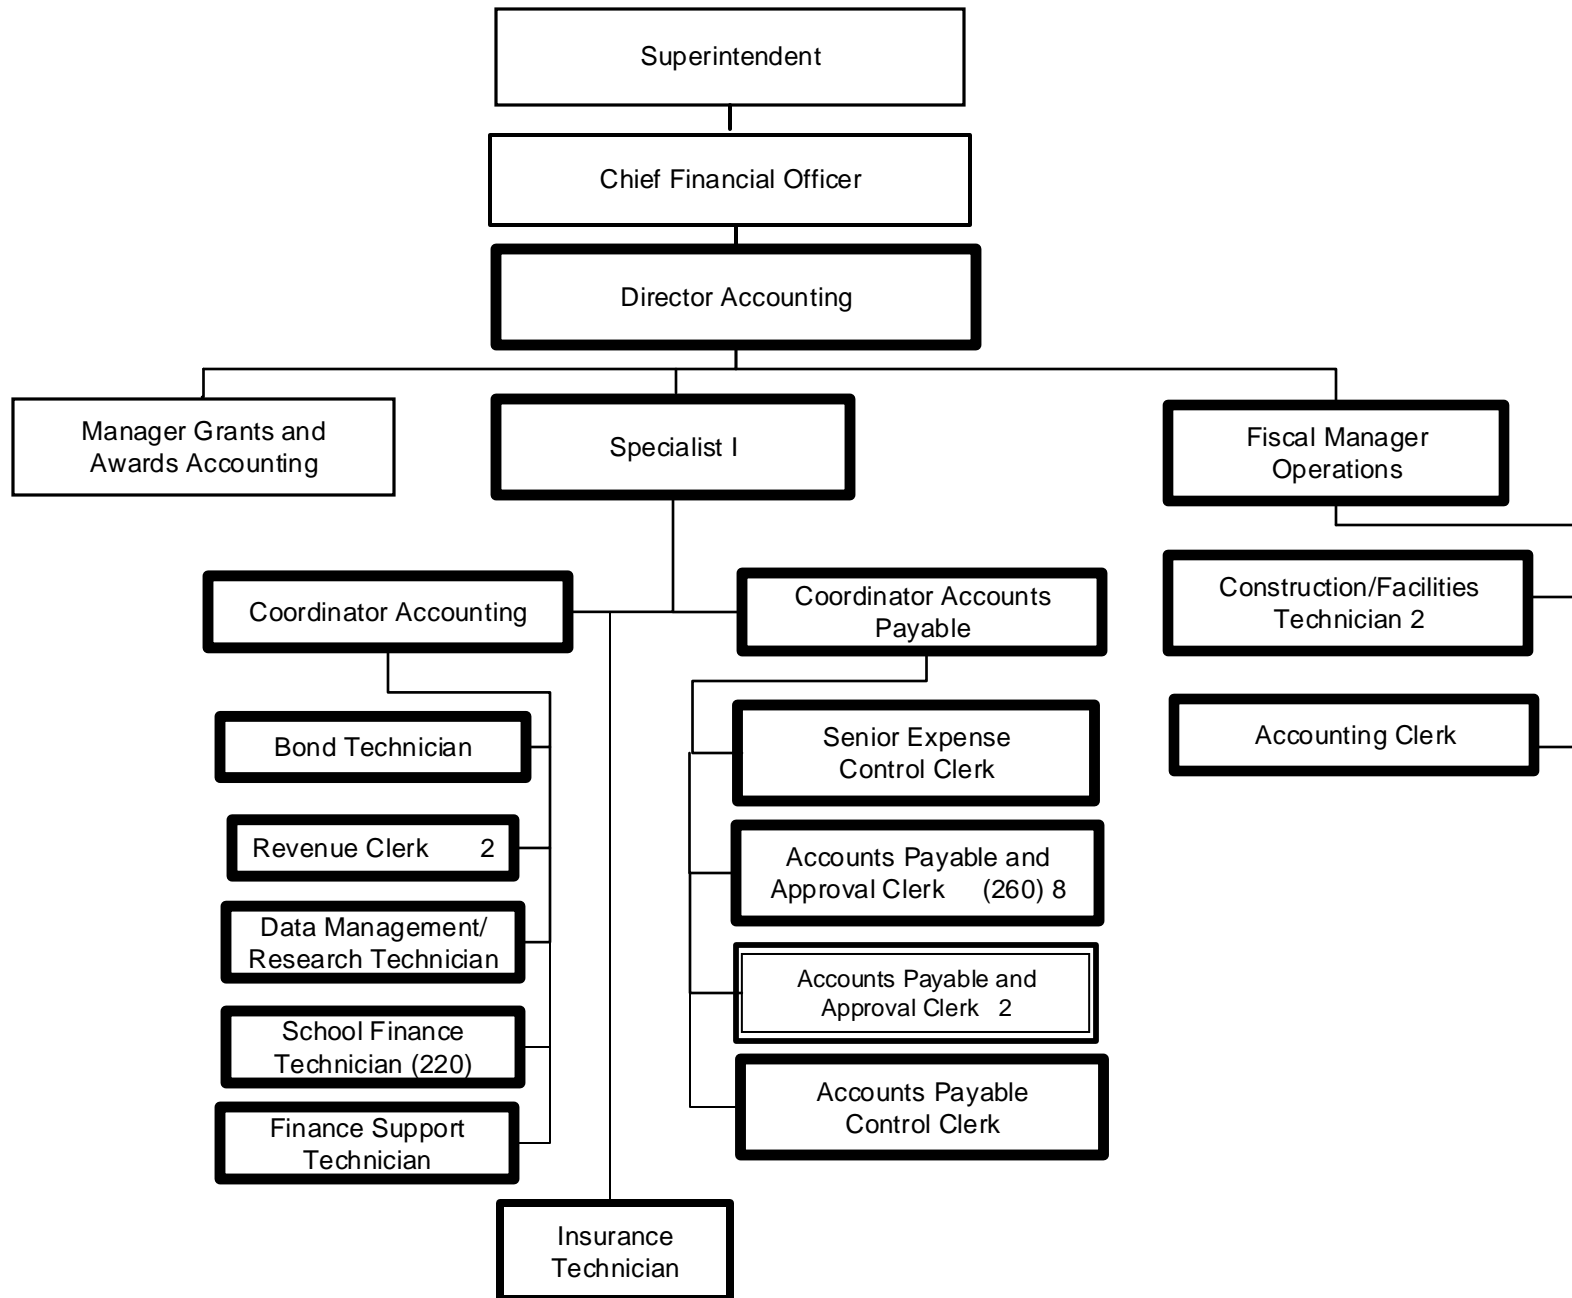 Superintendent
Chief Financial Officer
Director Accounting
Manager Grants and
Awards Accounting
Specialist I
Fiscal Manager
Operations
Coordinator Accounting
Coordinator Accounts
Payable
Construction/Facilities
Technician 2
Bond Technician
Senior Expense
Control Clerk
Accounting Clerk
Revenue Clerk 2
Accounts Payable and
Approval Clerk (260) 8
Data Management/
Research Technician
Accounts Payable and
Approval Clerk 2
School Finance
Technician (220)
Accounts Payable
Control Clerk
Finance Support
Technician
Insurance
Technician